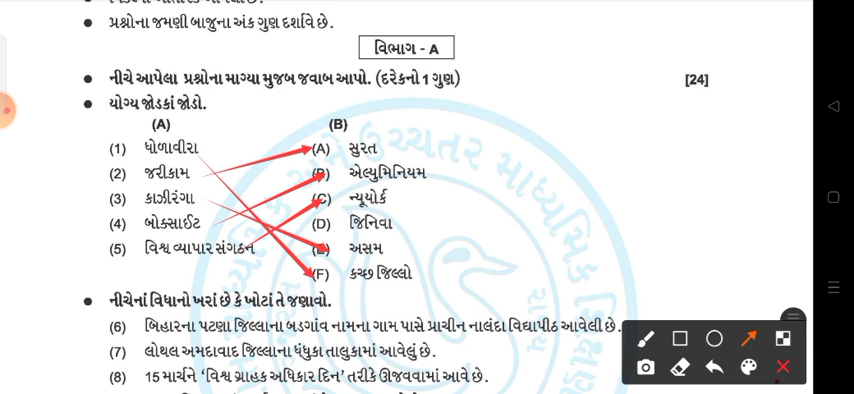 પ્રશ્નોના જમણી બાજુના અંક ગુણ દર્શાવે છે.
વિભાગ - A
નીચે આપેલા પ્રશ્નોના માગ્યા મુજબ જવાબ આપો. (દરેકનો 1 ગુણ) [24]
યોગ્ય જોડકાં જોડો.
(A) (B)
(1) ધોળાવીરા (A) સુરત
(2) જરીકામ (B) એલ્યુમિનિયમ
(3) કાઝીરંગા (C) ન્યૂયોર્ક
(4) બોક્સાઈટ (D) જિનિવા
(5) વિશ્વ વ્યાપાર સંગઠન (E) અસમ
(F) કચ્છ જિલ્લો
નીચેનાં વિધાનો ખરાં છે કે ખોટાં તે જણાવો.
(6) બિહારના પટણા જિલ્લાના બડગાંવ નામના ગામ પાસે પ્રાચીન નાલંદા વિદ્યાપીઠ આવેલી છે.
(7) લોથલ અમદાવાદ જિલ્લાના ધંધુકા તાલુકામાં આવેલું છે.
(8) 15 માર્ચને ‘વિશ્વ ગ્રાહક અધિકાર દિન’ તરીકે ઊજવવામાં આવે છે.